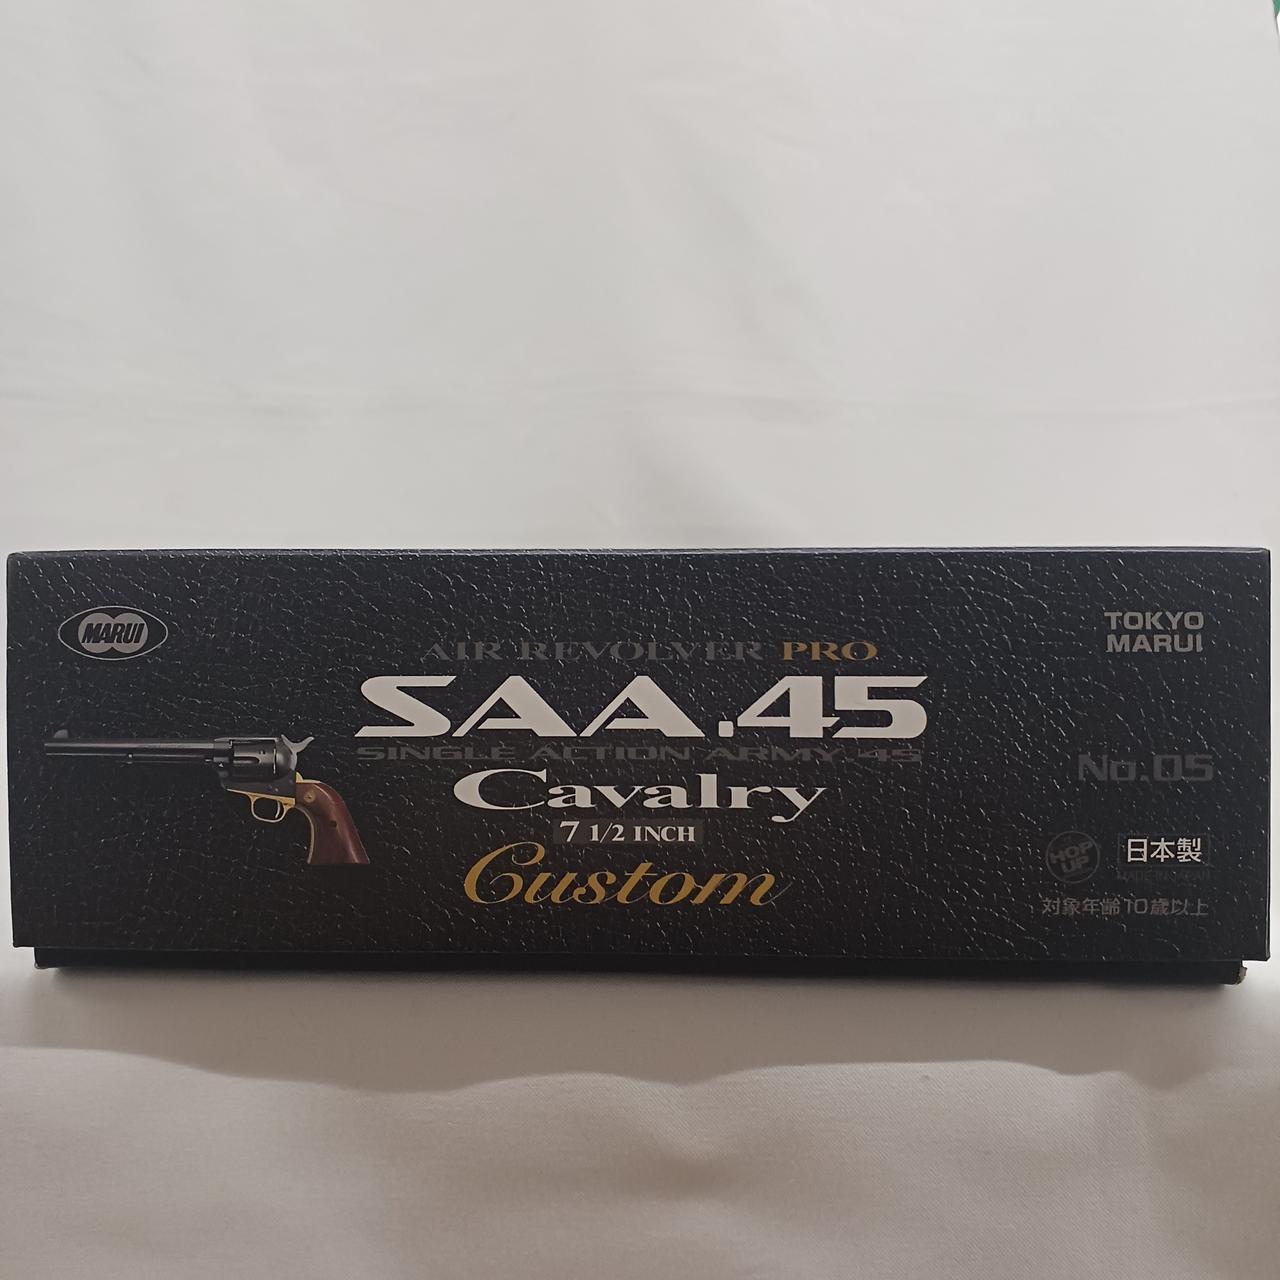 MARUI
TOKYO
MARUI
AIR REVOLVER PRO
SAA.45
SINGLE ACTION ARMY.45
Cavalry
7 1/2 INCH
Custom
No.05
HOP
UP
日本製
MADE IN JAPAN
対象年齢10歳以上